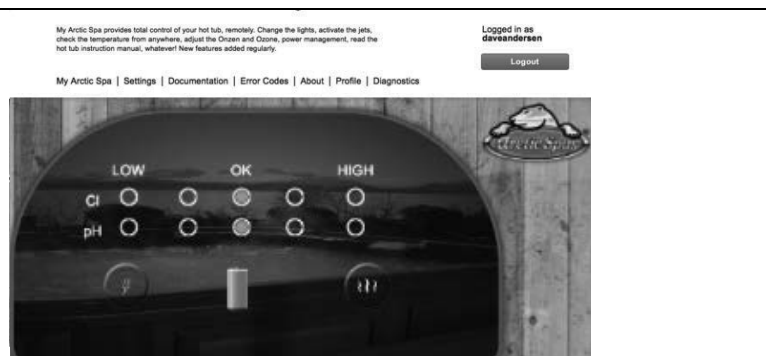 My Arctic Spa provides total control of your hot tub, remotely. Change the lights, activate the jets,
check the temperature from anywhere, adjust the Onzen and Ozone, power management, read the
hot tub instruction manual, whatever! New features added regularly.
Logged in as
daveandersen
Logout
My Arctic Spa | Settings | Documentation | Error Codes | About | Profile | Diagnostics
Arctic Spas
LOW OK HIGH
Cl
pH